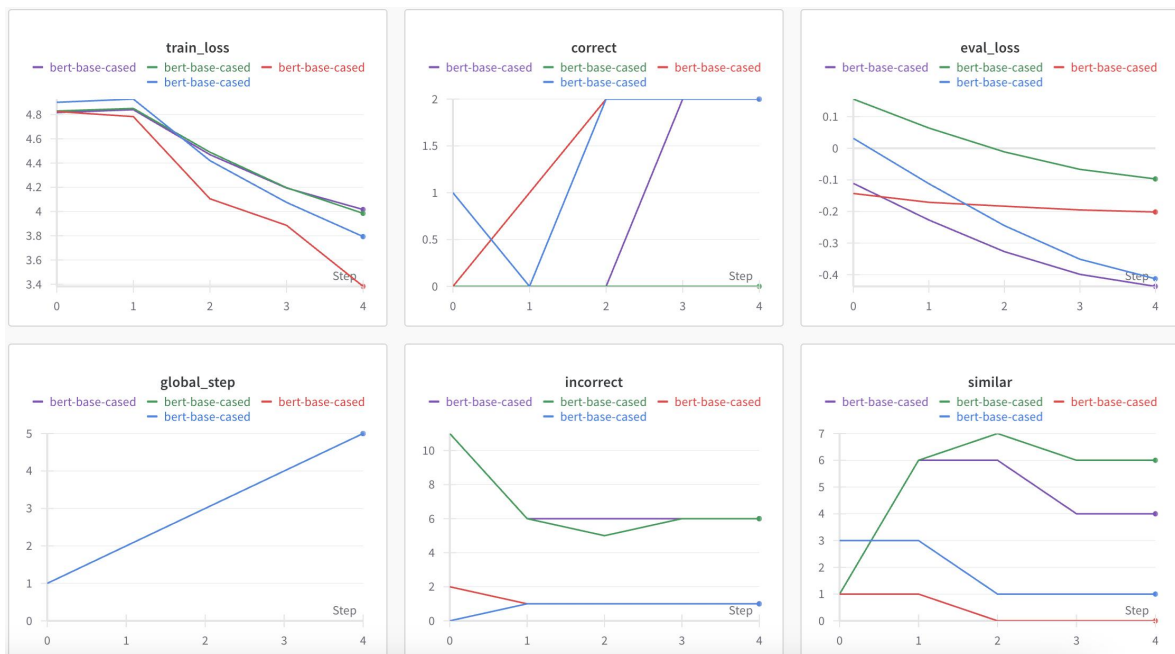 train_loss
bert-base-cased bert-base-cased bert-base-cased
bert-base-cased
4.8
4.6
4.4
4.2
4
3.8
3.6
3.4
Step
0 1 2 3 4
correct
bert-base-cased bert-base-cased bert-base-cased
bert-base-cased
2
1.5
1
0.5
0
Step
0 1 2 3 4
eval_loss
bert-base-cased bert-base-cased bert-base-cased
bert-base-cased
0.1
0
-0.1
-0.2
-0.3
-0.4
Step
0 1 2 3 4
global_step
bert-base-cased bert-base-cased bert-base-cased
bert-base-cased
5
4
3
2
1
0
Step
0 1 2 3 4
incorrect
bert-base-cased bert-base-cased bert-base-cased
bert-base-cased
10
8
6
4
2
0
Step
0 1 2 3 4
similar
bert-base-cased bert-base-cased bert-base-cased
bert-base-cased
7
6
5
4
3
2
1
0
Step
0 1 2 3 4